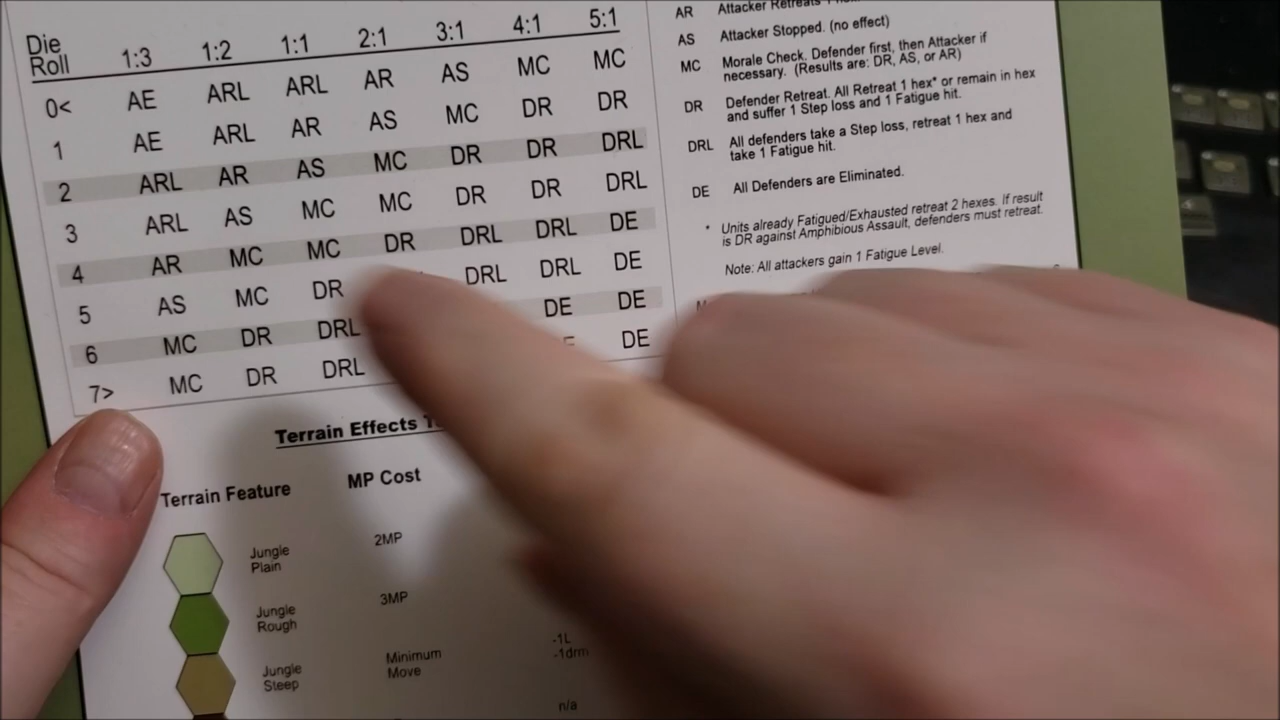 Die
Roll 1:3 1:2 1:1 2:1 3:1 4:1 5:1
0< AE ARL ARL AR AS MC MC
1 AE ARL AR AS MC DR DR
2 ARL AR AS MC DR DR DRL
3 ARL AS MC MC DR DR DRL
4 AR MC MC DR DRL DRL DE
5 AS MC DR DRL DRL DE
6 MC DR DRL DE DE
7> MC DR DRL DE
AR Attacker Retreats 1
AS Attacker Stopped. (no effect)
MC Morale Check. Defender first, then Attacker if
necessary. (Results are: DR, AS, or AR)
DR Defender Retreat. All Retreat 1 hex* or remain in hex
and suffer 1 Step loss and 1 Fatigue hit.
DRL All defenders take a Step loss, retreat 1 hex and
take 1 Fatigue hit.
DE All Defenders are Eliminated.
* Units already Fatigued/Exhausted retreat 2 hexes. If result
is DR against Amphibious Assault, defenders must retreat.
Note: All attackers gain 1 Fatigue Level.
Terrain Effects
Terrain Feature MP Cost
Jungle
Plain 2MP
Jungle
Rough 3MP
Jungle
Steep
Minimum
Move
-1L
-1drm
n/a